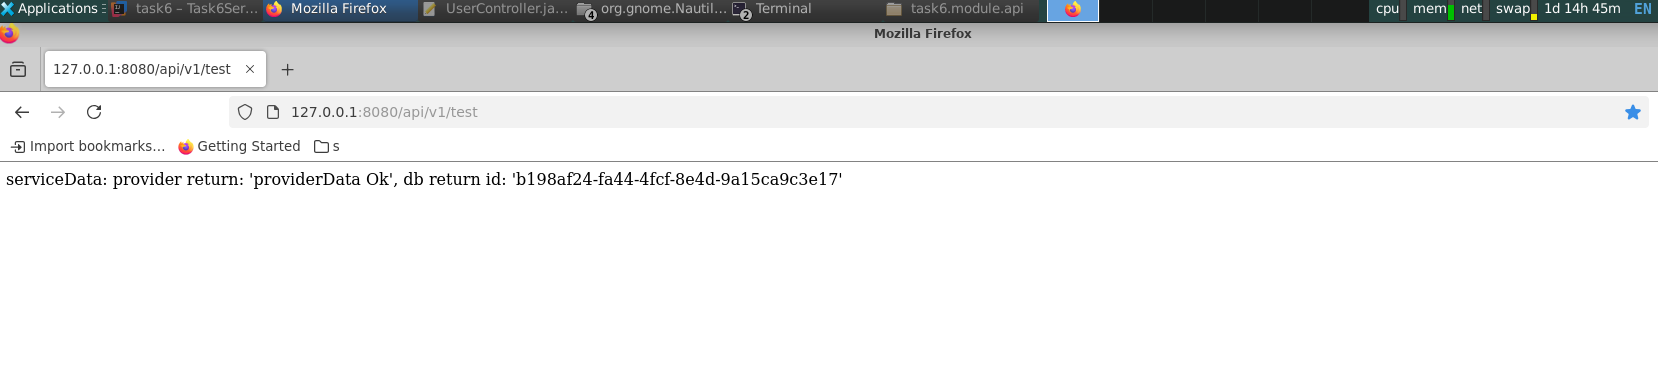 Applications task6 – Task6Ser... Mozilla Firefox UserController.ja... 4 org.gnome.Nautil... 2 Terminal task6.module.api cpu mem net swap 1d 14h 45m EN
Mozilla Firefox
127.0.0.1:8080/api/v1/test
127.0.0.1:8080/api/v1/test
Import bookmarks... Getting Started s
serviceData: provider return: 'providerData Ok', db return id: 'b198af24-fa44-4fcf-8e4d-9a15ca9c3e17'